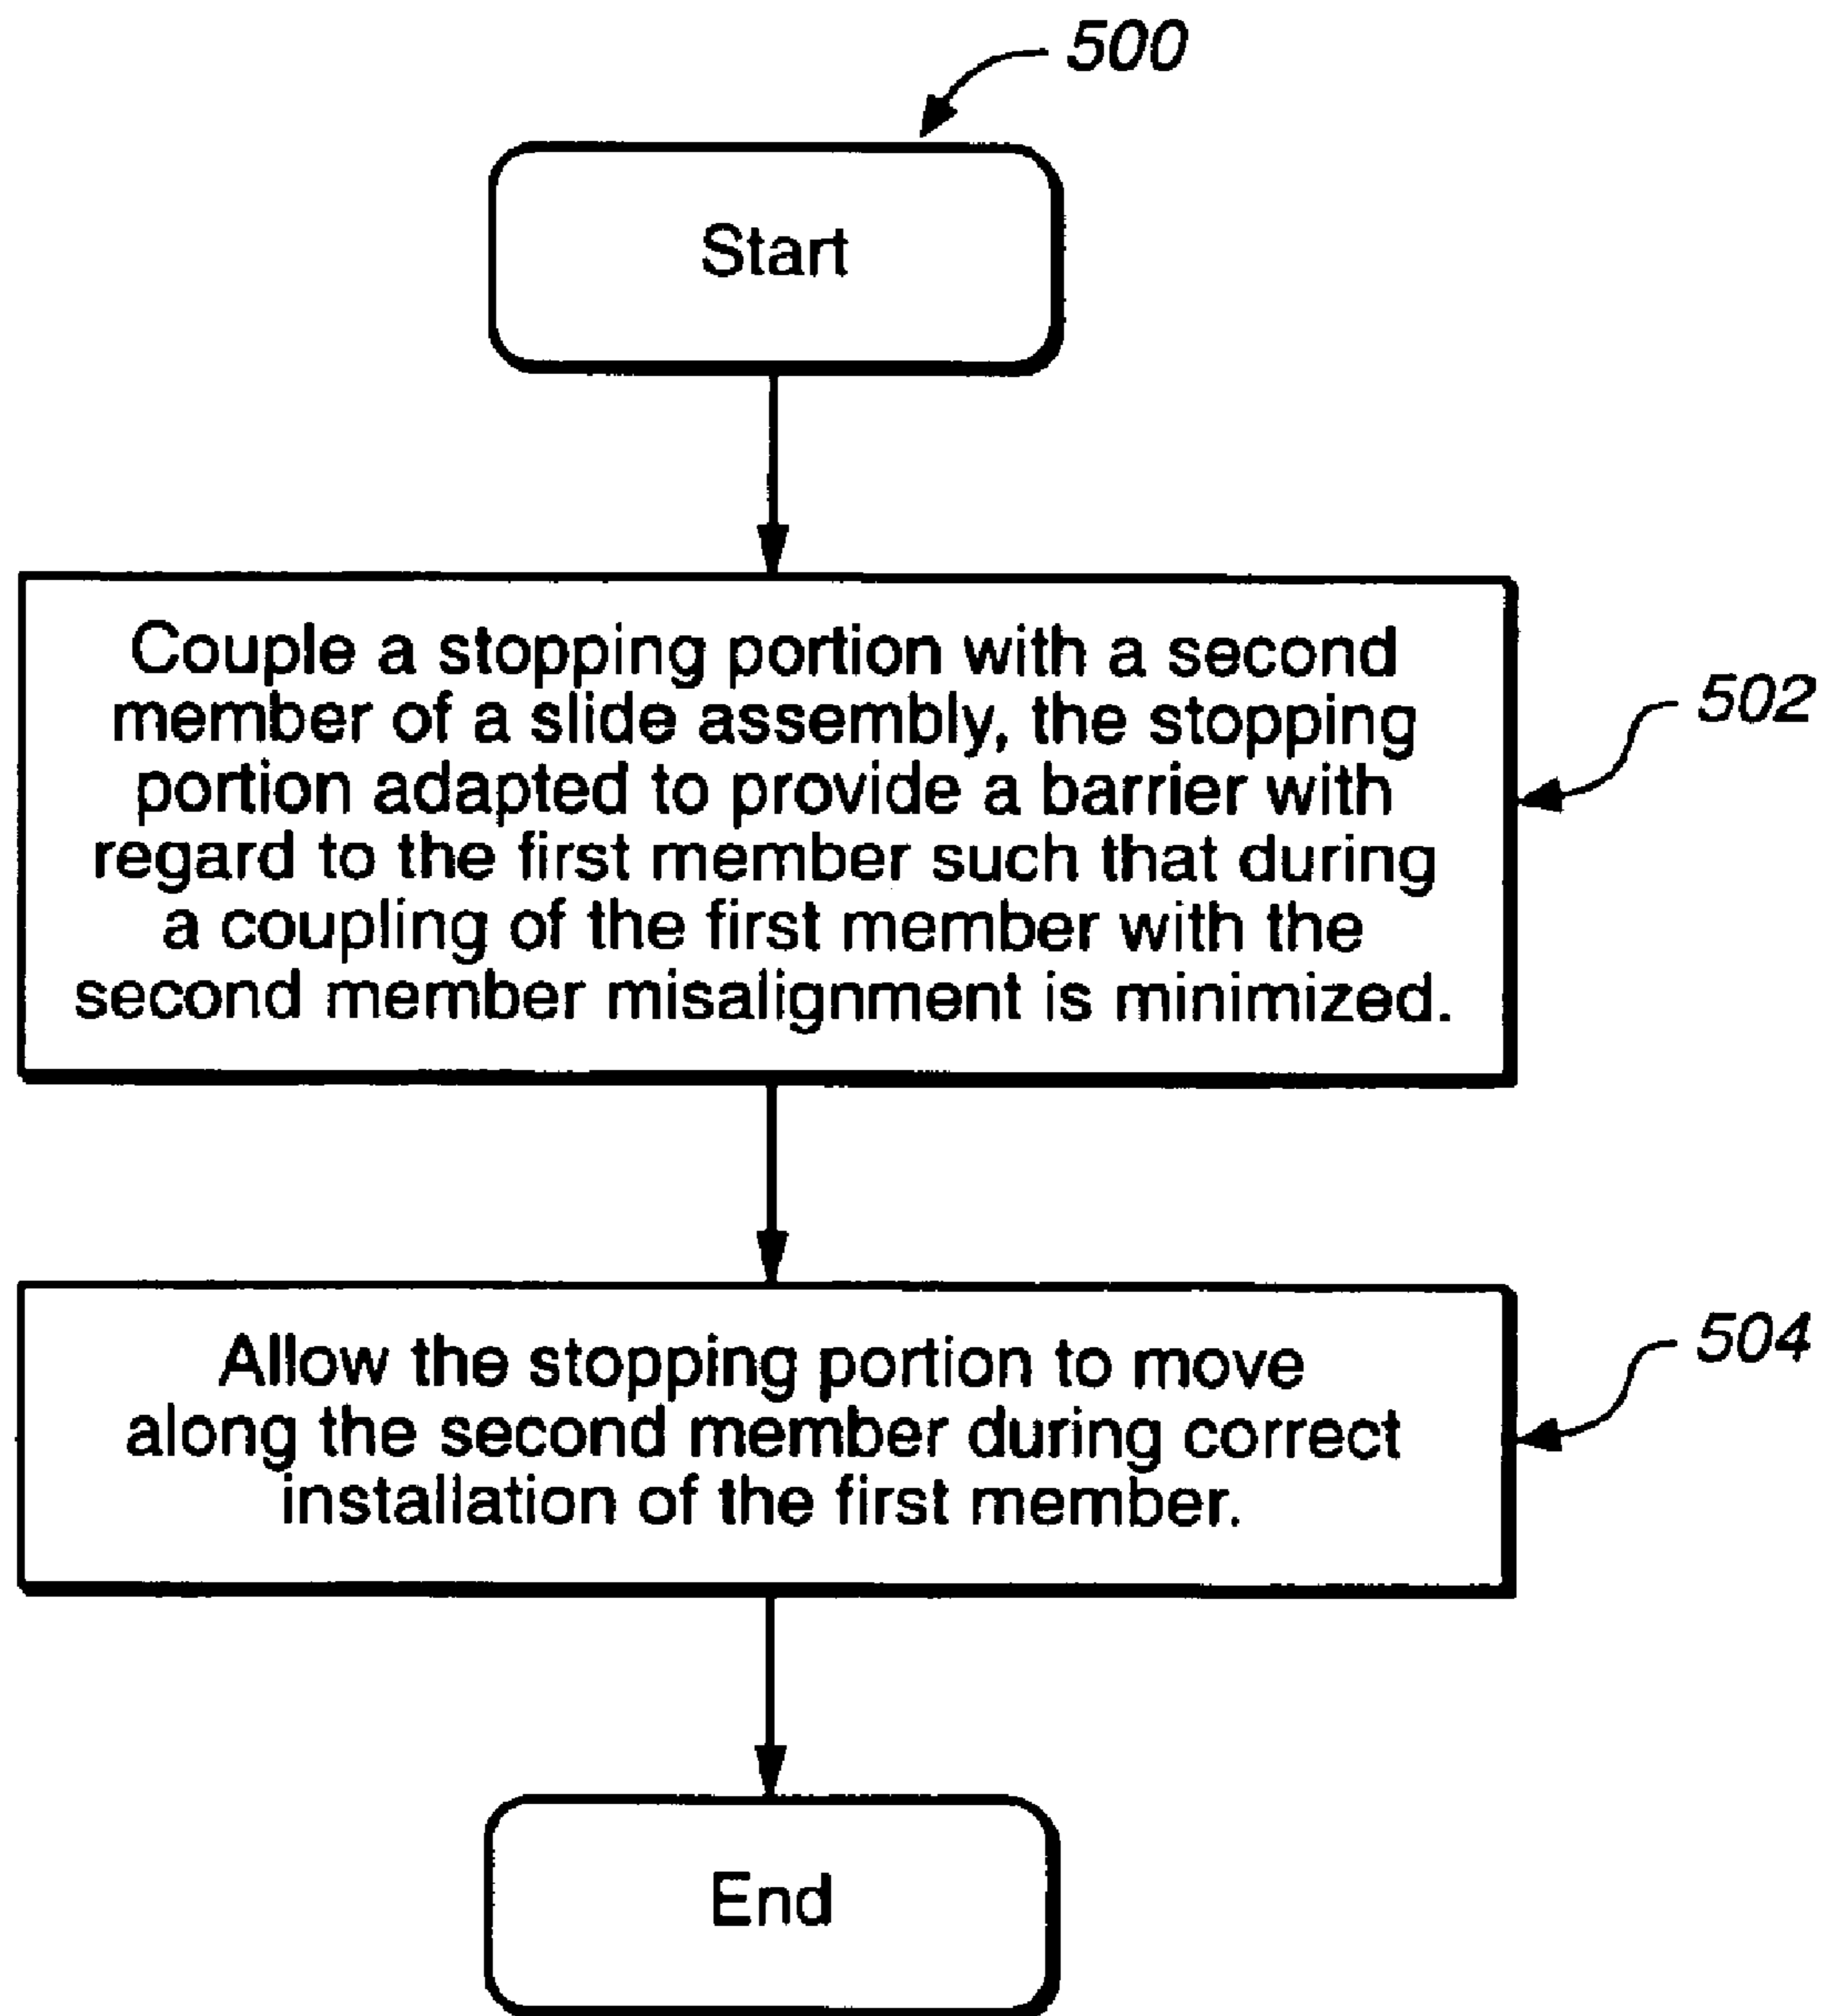 500
Start
Couple a stopping portion with a second
member of a slide assembly, the stopping
portion adapted to provide a barrier with
regard to the first member such that during
a coupling of the first member with the
second member misalignment is minimized.
502
Allow the stopping portion to move
along the second member during correct
installation of the first member.
504
End